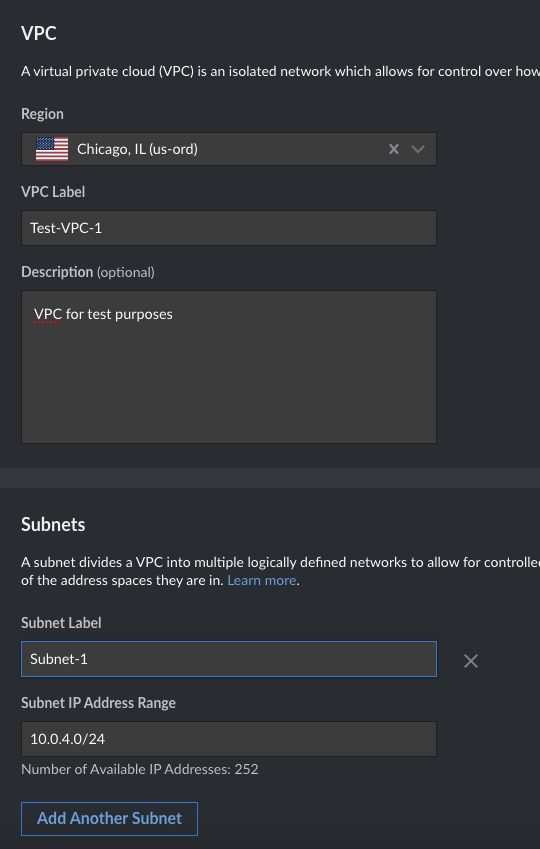 VPC
A virtual private cloud (VPC) is an isolated network which allows for control over how
Region
Chicago, IL (us-ord)
VPC Label
Test-VPC-1
Description (optional)
VPC for test purposes
Subnets
A subnet divides a VPC into multiple logically defined networks to allow for controlled
of the address spaces they are in. Learn more.
Subnet Label
Subnet-1
Subnet IP Address Range
10.0.4.0/24
Number of Available IP Addresses: 252
Add Another Subnet